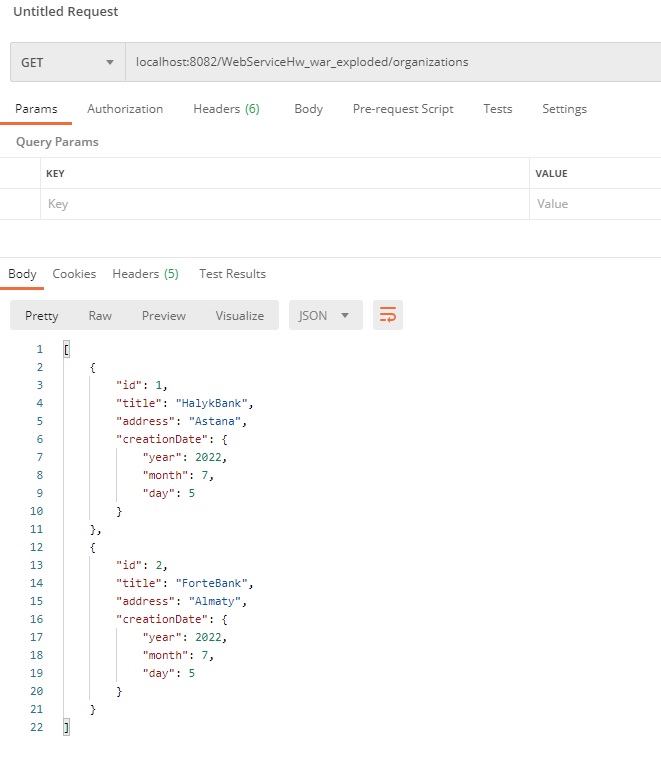 Untitled Request
GET localhost:8082/WebServiceHw_war_exploded/organizations
Params Authorization Headers (6) Body Pre-request Script Tests Settings
Query Params
KEY VALUE
Key Value
Body Cookies Headers (5) Test Results
Pretty Raw Preview Visualize JSON
1 [
2 {
3 "id": 1,
4 "title": "HalykBank",
5 "address": "Astana",
6 "creationDate": {
7 "year": 2022,
8 "month": 7,
9 "day": 5
10 }
11 },
12 {
13 "id": 2,
14 "title": "ForteBank",
15 "address": "Almaty",
16 "creationDate": {
17 "year": 2022,
18 "month": 7,
19 "day": 5
20 }
21 }
22 ]